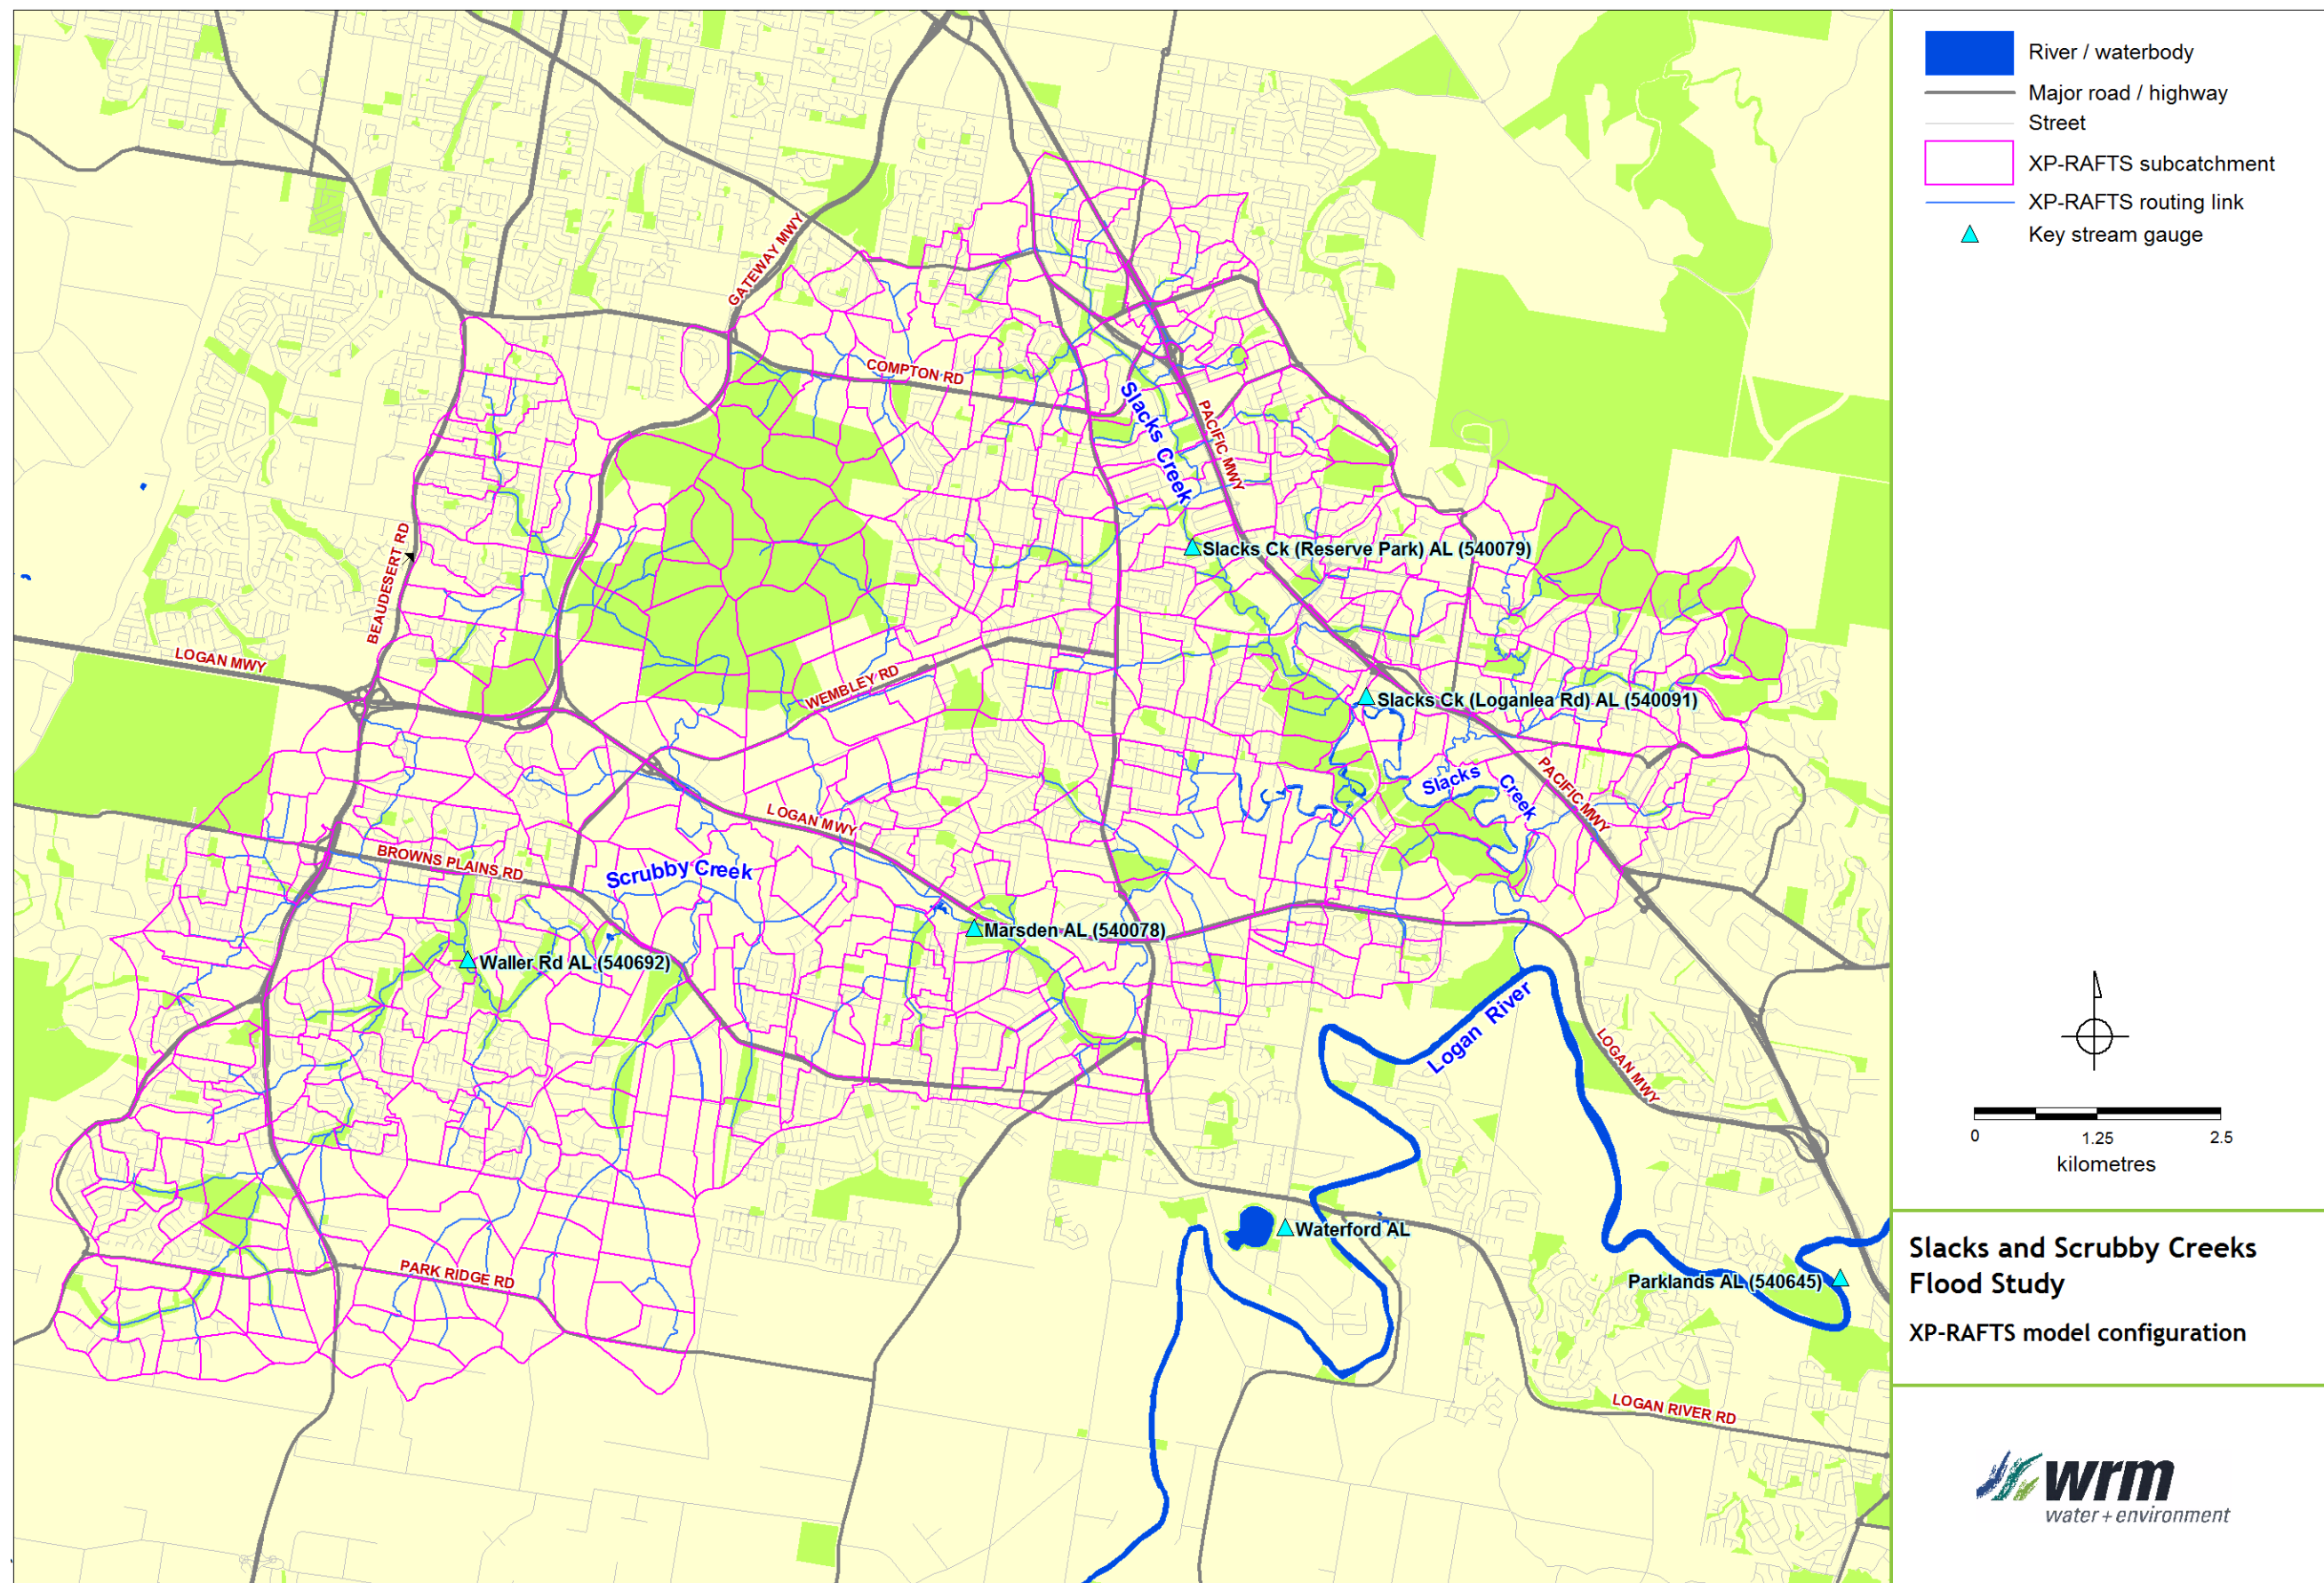 River / waterbody
Major road / highway
Street
XP-RAFTS subcatchment
XP-RAFTS routing link
Key stream gauge
GATEWAY MWY
COMPTON RD
Slacks Creek
PACIFIC MWY
BEAUDESERT RD
Slacks Ck (Reserve Park) AL (540079)
LOGAN MWY
WEMBLEY RD
Slacks Ck (Loganlea Rd) AL (540091)
Slacks Creek
PACIFIC MWY
LOGAN MWY
BROWNS PLAINS RD
Scrubby Creek
Marsden AL (540078)
Waller Rd AL (540692)
Logan River
LOGAN MWY
Waterford AL
PARK RIDGE RD
Parklands AL (540645)
LOGAN RIVER RD
0 1.25 2.5
kilometres
Slacks and Scrubby Creeks
Flood Study
XP-RAFTS model configuration
wrm
water + environment